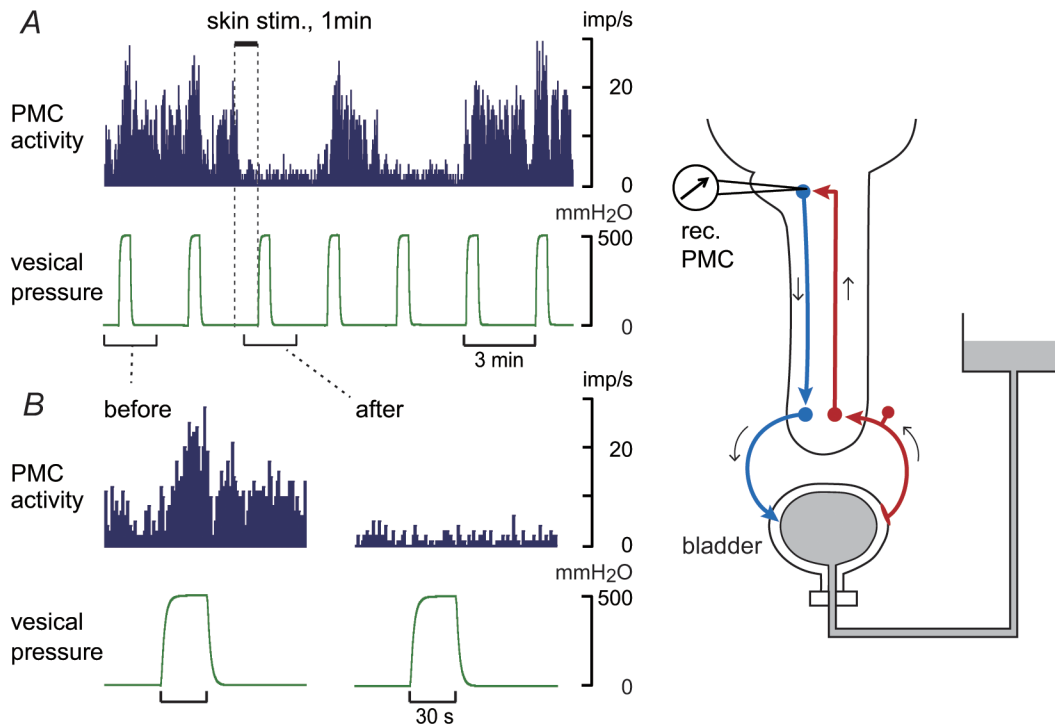 A
skin stim., 1min
imp/s
20
0
PMC
activity
mmH2O
500
0
vesical
pressure
3 min
B
before
after
imp/s
20
0
PMC
activity
mmH2O
500
0
vesical
pressure
30 s
rec.
PMC
bladder